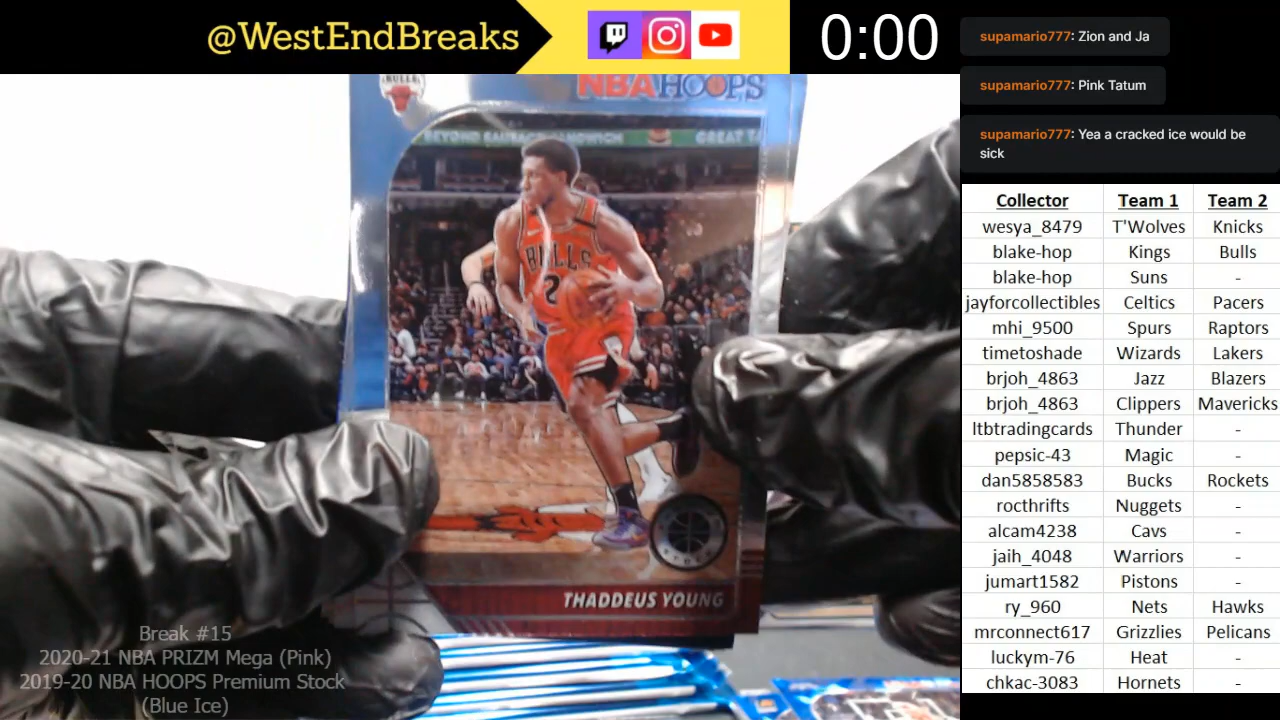 @WestEndBreaks
0:00
supamario777: Zion and Ja
supamario777: Pink Tatum
supamario777: Yea a cracked ice would be
sick
BULLS
NBA HOOPS
BULLS
2
THADDEUS YOUNG
Collector Team 1 Team 2
wesya_8479 T'Wolves Knicks
blake-hop Kings Bulls
blake-hop Suns -
jayforcollectibles Celtics Pacers
mhi_9500 Spurs Raptors
timetoshade Wizards Lakers
brjoh_4863 Jazz Blazers
brjoh_4863 Clippers Mavericks
ltbtradingcards Thunder -
pepsic-43 Magic -
dan5858583 Bucks Rockets
rocthrifts Nuggets -
alcam4238 Cavs -
jaih_4048 Warriors -
jumart1582 Pistons -
ry_960 Nets Hawks
mrconnect617 Grizzlies Pelicans
luckym-76 Heat -
chkac-3083 Hornets -
Break #15
2020-21 NBA PRIZM Mega (Pink)
2019-20 NBA HOOPS Premium Stock
(Blue Ice)